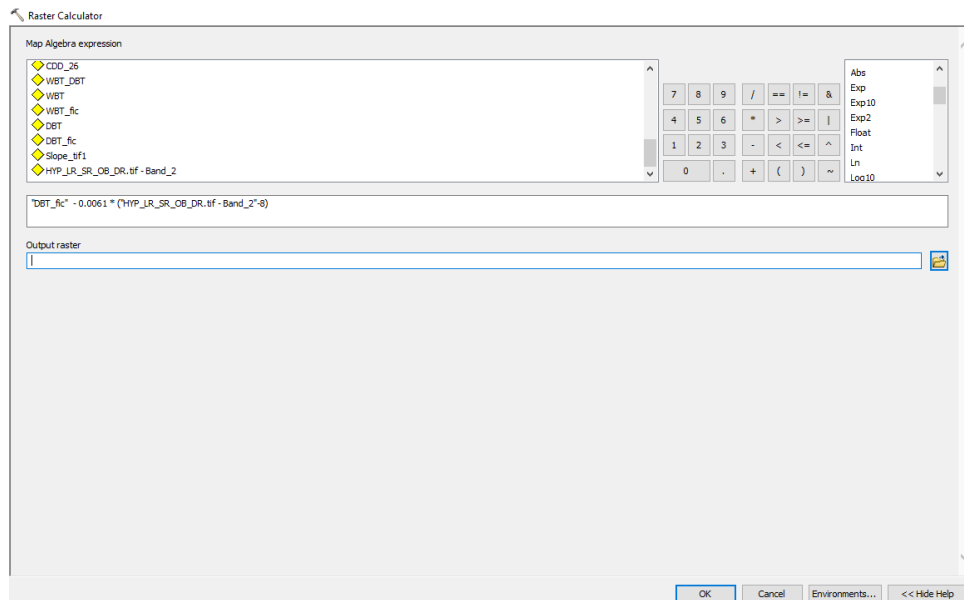 Raster Calculator
Map Algebra expression
CDD_26
WBT_DBT
WBT
WBT_fic
DBT
DBT_fic
Slope_tif1
HYP_LR_SR_OB_DR.tif - Band_2
7 8 9 / == != &
4 5 6 * > >= |
1 2 3 - < <= ^
0 . + ( ) ~
Abs
Exp
Exp10
Exp2
Float
Int
Ln
Log10
"DBT_fic" - 0.0061 * ("HYP_LR_SR_OB_DR.tif - Band_2"-8)
Output raster
OK Cancel Environments... << Hide Help